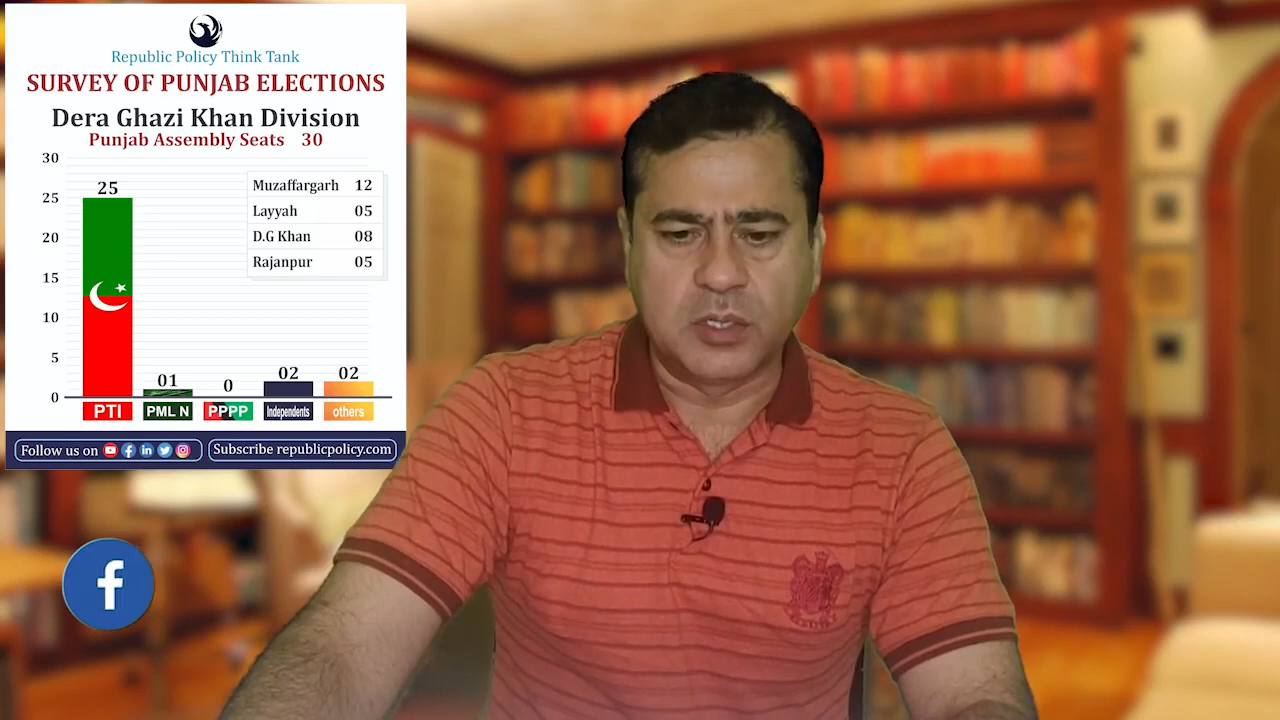 Republic Policy Think Tank
SURVEY OF PUNJAB ELECTIONS
Dera Ghazi Khan Division
Punjab Assembly Seats 30
30
25
20
15
10
5
0
25
01
0
02
02
Muzaffargarh 12
Layyah 05
D.G Khan 08
Rajanpur 05
PTI
PML N
PPPP
Independents
others
Follow us on
Subscribe republicpolicy.com
f